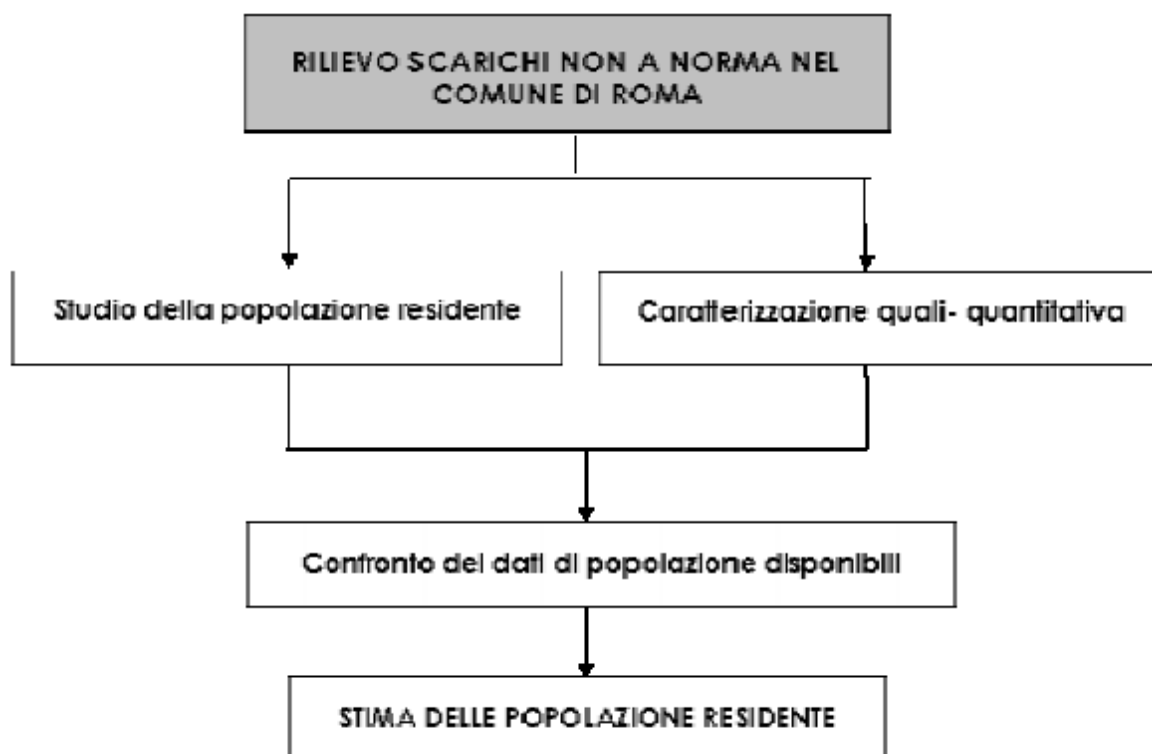 RILIEVO SCARICHI NON A NORMA NEL
COMUNE DI ROMA
Studio della popolazione residente
Caratterizzazione quali- quantitativa
Confronto dei dati di popolazione disponibili
STIMA DELLE POPOLAZIONE RESIDENTE